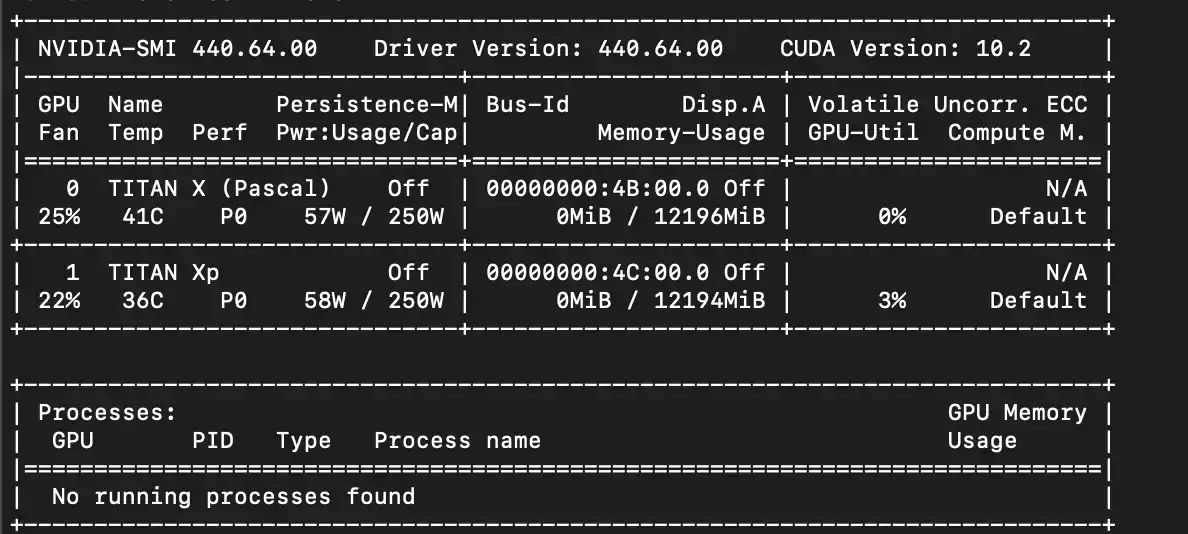 +-----------------------------------------------------------------------------+
| NVIDIA-SMI 440.64.00    Driver Version: 440.64.00    CUDA Version: 10.2     |
|-------------------------------+----------------------+----------------------+
| GPU  Name        Persistence-M| Bus-Id        Disp.A | Volatile Uncorr. ECC |
| Fan  Temp  Perf  Pwr:Usage/Cap|         Memory-Usage | GPU-Util  Compute M. |
|===============================+======================+======================|
|   0  TITAN X (Pascal)    Off  | 00000000:4B:00.0 Off |                  N/A |
| 25%   41C    P0    57W / 250W |      0MiB / 12196MiB |      0%      Default |
+-------------------------------+----------------------+----------------------+
|   1  TITAN Xp            Off  | 00000000:4C:00.0 Off |                  N/A |
| 22%   36C    P0    58W / 250W |      0MiB / 12194MiB |      3%      Default |
+-------------------------------+----------------------+----------------------+
+-----------------------------------------------------------------------------+
| Processes:                                                       GPU Memory |
|  GPU       PID   Type   Process name                             Usage      |
|=============================================================================|
|  No running processes found                                                 |
+-----------------------------------------------------------------------------+